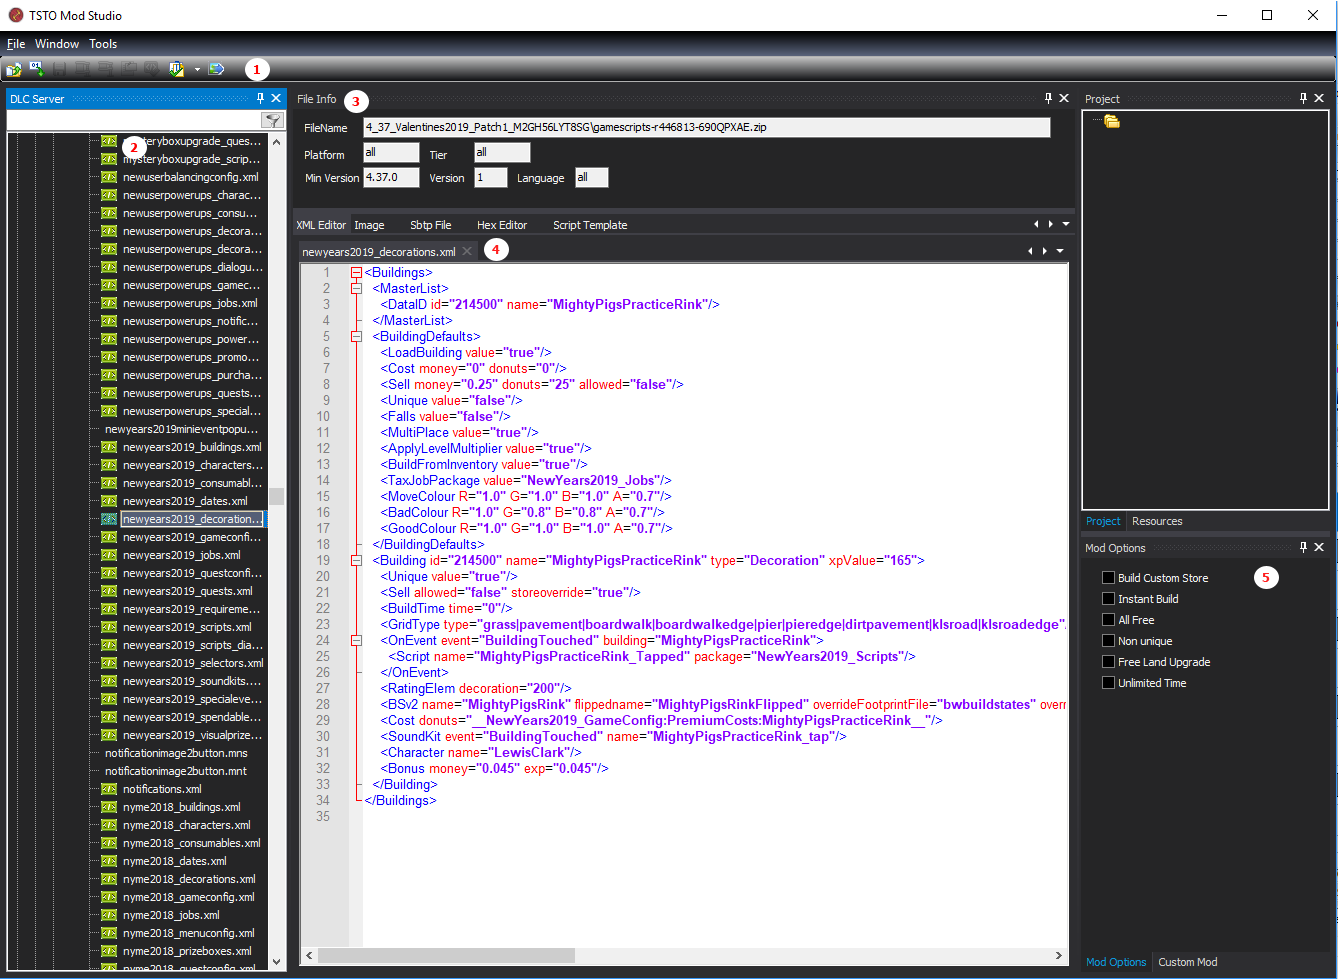 TSTO Mod Studio
File Window Tools
1
DLC Server
2
mysteryboxupgrade_scrip...
newuserbalancingconfig.xml
newuserpowerups_charac...
newuserpowerups_consu...
newuserpowerups_decora...
newuserpowerups_decora...
newuserpowerups_dialogu...
newuserpowerups_gamec...
newuserpowerups_jobs.xml
newuserpowerups_notific...
newuserpowerups_power...
newuserpowerups_promo...
newuserpowerups_purcha...
newuserpowerups_quests...
newuserpowerups_special...
newyears2019minieventpopu...
newyears2019_buildings.xml
newyears2019_characters...
newyears2019_consumabl...
newyears2019_dates.xml
newyears2019_decoration...
newyears2019_gameconfi...
newyears2019_jobs.xml
newyears2019_questconfi...
newyears2019_quests.xml
newyears2019_requireme...
newyears2019_scripts.xml
newyears2019_scripts_dia...
newyears2019_selectors.xml
newyears2019_soundkits....
newyears2019_specialeve...
newyears2019_spendable...
newyears2019_visualprize...
notificationimage2button.mns
notificationimage2button.mnt
notifications.xml
nyme2018_buildings.xml
nyme2018_characters.xml
nyme2018_consumables.xml
nyme2018_dates.xml
nyme2018_decorations.xml
nyme2018_gameconfig.xml
nyme2018_jobs.xml
nyme2018_menuconfig.xml
nyme2018_prizeboxes.xml
nyme2018_questconfig.xml
File Info
3
FileName 4_37_Valentines2019_Patch1_M2GH56LYT8SG\gamescripts-r446813-690QPXAE.zip
Platform all Tier all
Min Version 4.37.0 Version 1 Language all
XML Editor Image Sbtp File Hex Editor Script Template
newyears2019_decorations.xml
4
1 <Buildings>
2 <MasterList>
3 <DataID id="214500" name="MightyPigsPracticeRink"/>
4 </MasterList>
5 <BuildingDefaults>
6 <LoadBuilding value="true"/>
7 <Cost money="0" donuts="0"/>
8 <Sell money="0.25" donuts="25" allowed="false"/>
9 <Unique value="false"/>
10 <Falls value="false"/>
11 <MultiPlace value="true"/>
12 <ApplyLevelMultiplier value="true"/>
13 <BuildFromInventory value="true"/>
14 <TaxJobPackage value="NewYears2019_Jobs"/>
15 <MoveColour R="1.0" G="1.0" B="1.0" A="0.7"/>
16 <BadColour R="1.0" G="0.8" B="0.8" A="0.7"/>
17 <GoodColour R="1.0" G="1.0" B="1.0" A="0.7"/>
18 </BuildingDefaults>
19 <Building id="214500" name="MightyPigsPracticeRink" type="Decoration" xpValue="165">
20 <Unique value="true"/>
21 <Sell allowed="false" storeoverride="true"/>
22 <BuildTime time="0"/>
23 <GridType type="grass|pavement|boardwalk|boardwalkedge|pier|pieredge|dirtpavement|klsroad|klsroadedge"
24 <OnEvent event="BuildingTouched" building="MightyPigsPracticeRink">
25 <Script name="MightyPigsPracticeRink_Tapped" package="NewYears2019_Scripts"/>
26 </OnEvent>
27 <RatingElem decoration="200"/>
28 <BSv2 name="MightyPigsRink" flippedname="MightyPigsRinkFlipped" overrideFootprintFile="bwbuildstates" over
29 <Cost donuts="__NewYears2019_GameConfig:PremiumCosts:MightyPigsPracticeRink__"/>
30 <SoundKit event="BuildingTouched" name="MightyPigsPracticeRink_tap"/>
31 <Character name="LewisClark"/>
32 <Bonus money="0.045" exp="0.045"/>
33 </Building>
34 </Buildings>
35
Project
Project Resources
Mod Options
5
Build Custom Store
Instant Build
All Free
Non unique
Free Land Upgrade
Unlimited Time
Mod Options Custom Mod